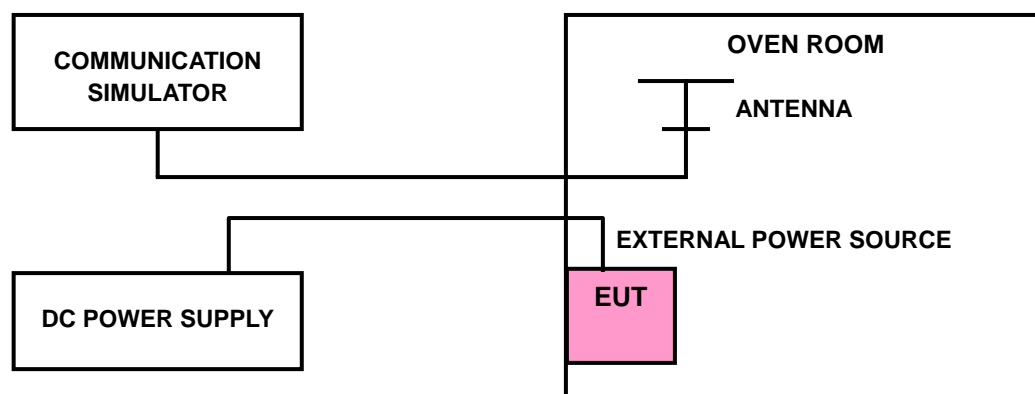 COMMUNICATION
SIMULATOR
OVEN ROOM
ANTENNA
EXTERNAL POWER SOURCE
EUT
DC POWER SUPPLY